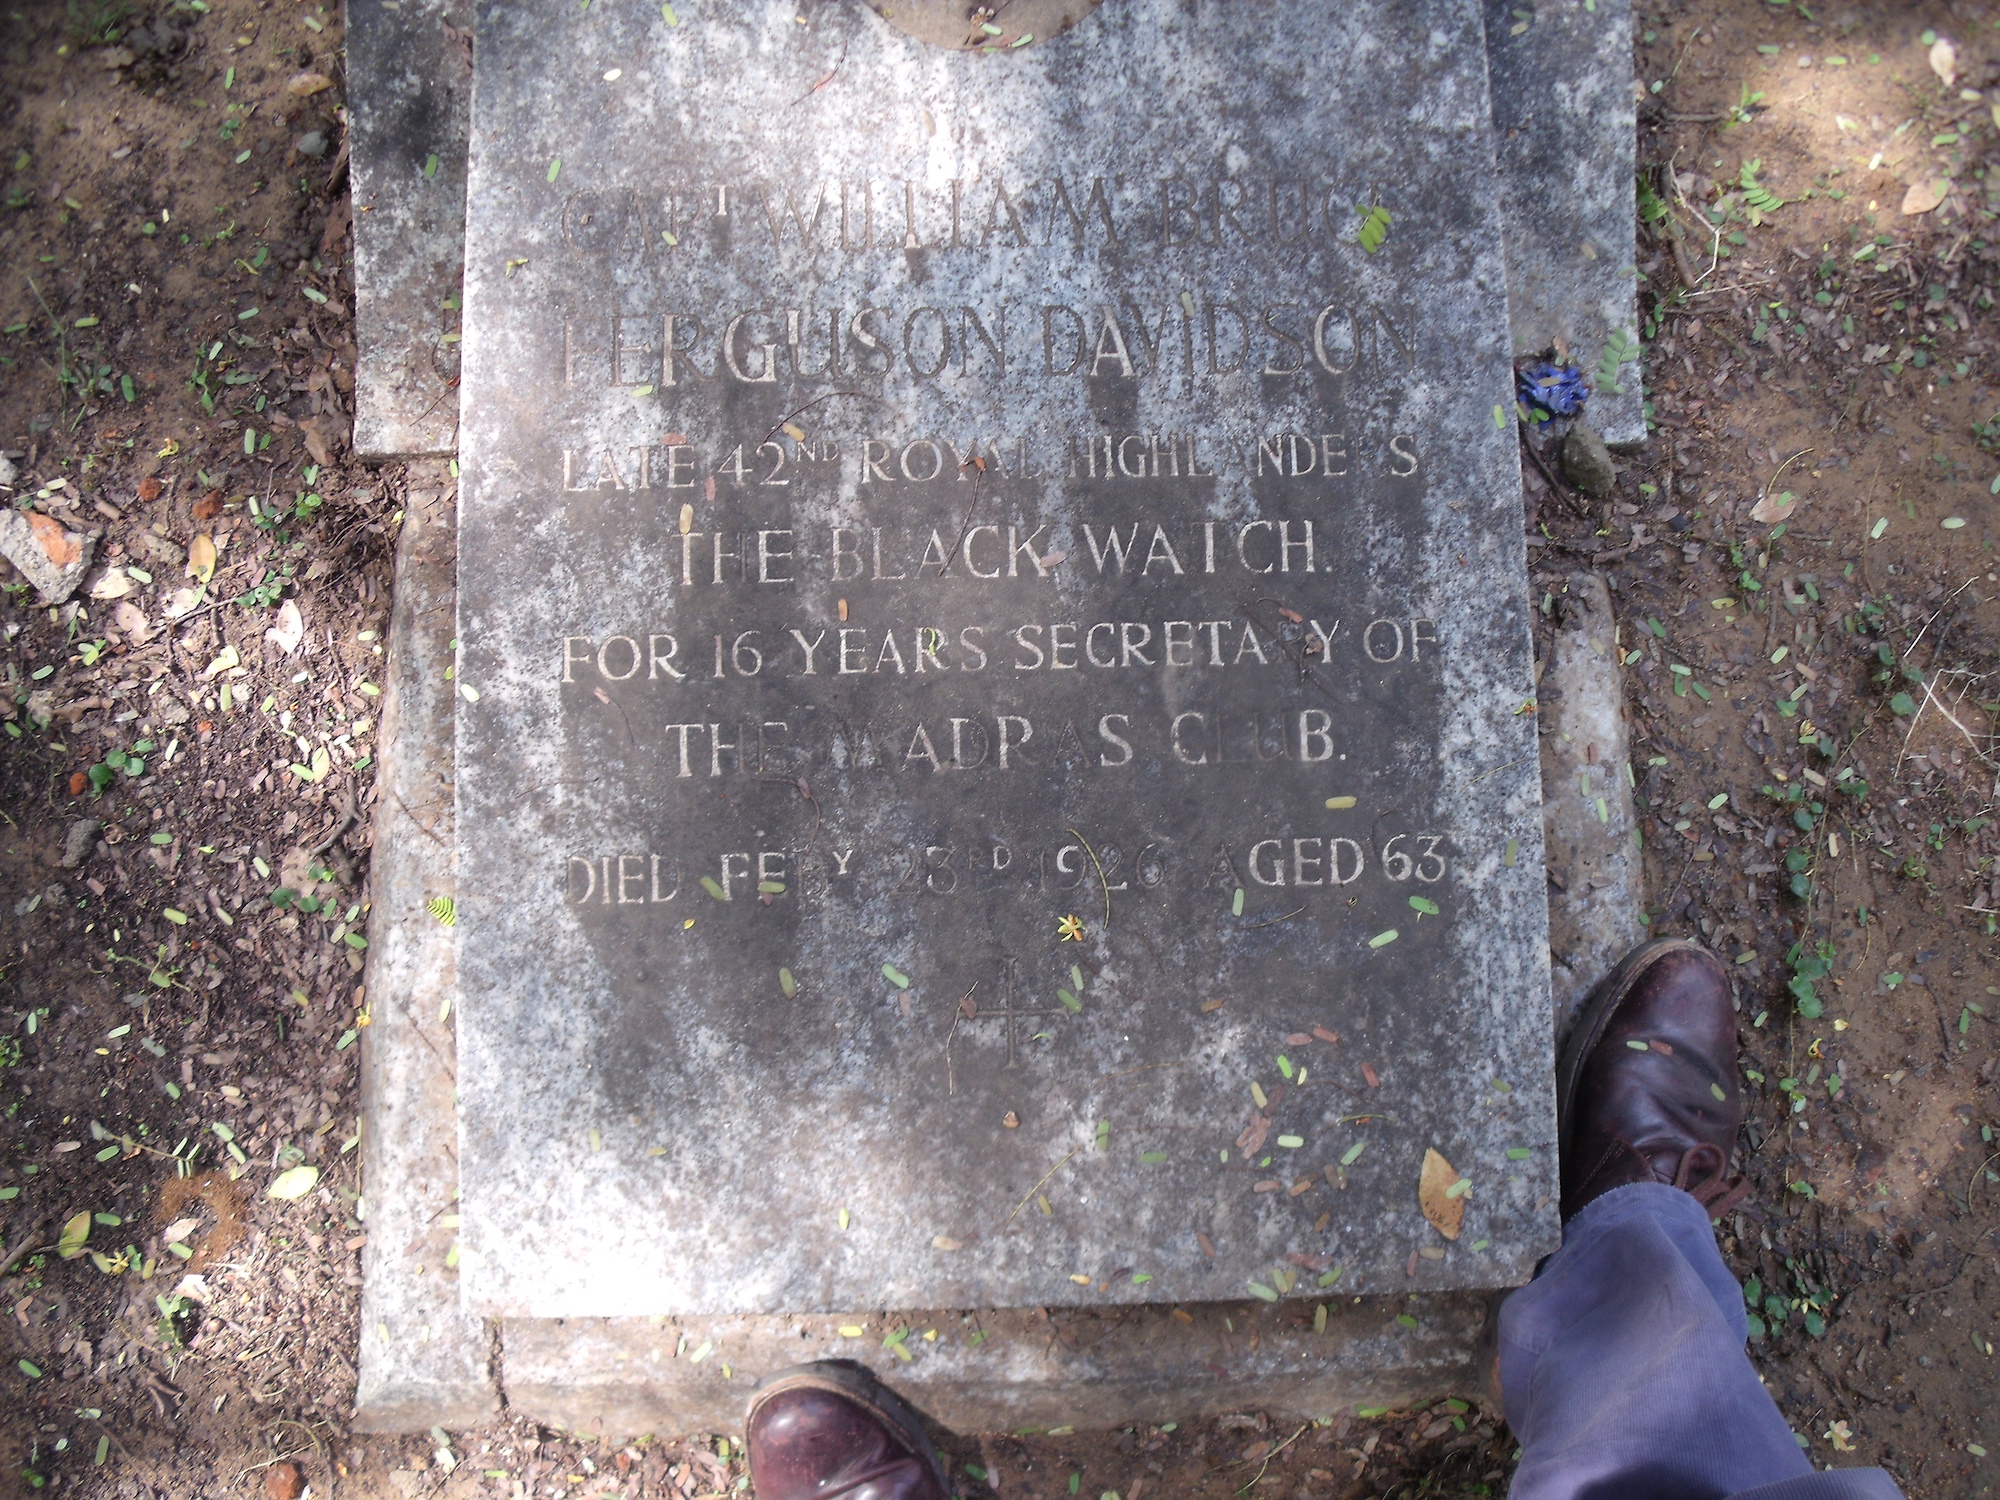 CAPT WILLIAM BRUCE
FERGUSON DAVIDSON
LATE 42ND ROYAL HIGHLANDERS
THE BLACK WATCH.
FOR 16 YEARS SECRETARY OF
THE MADRAS CLUB.
DIED FEBY 23RD 1926 AGED 63